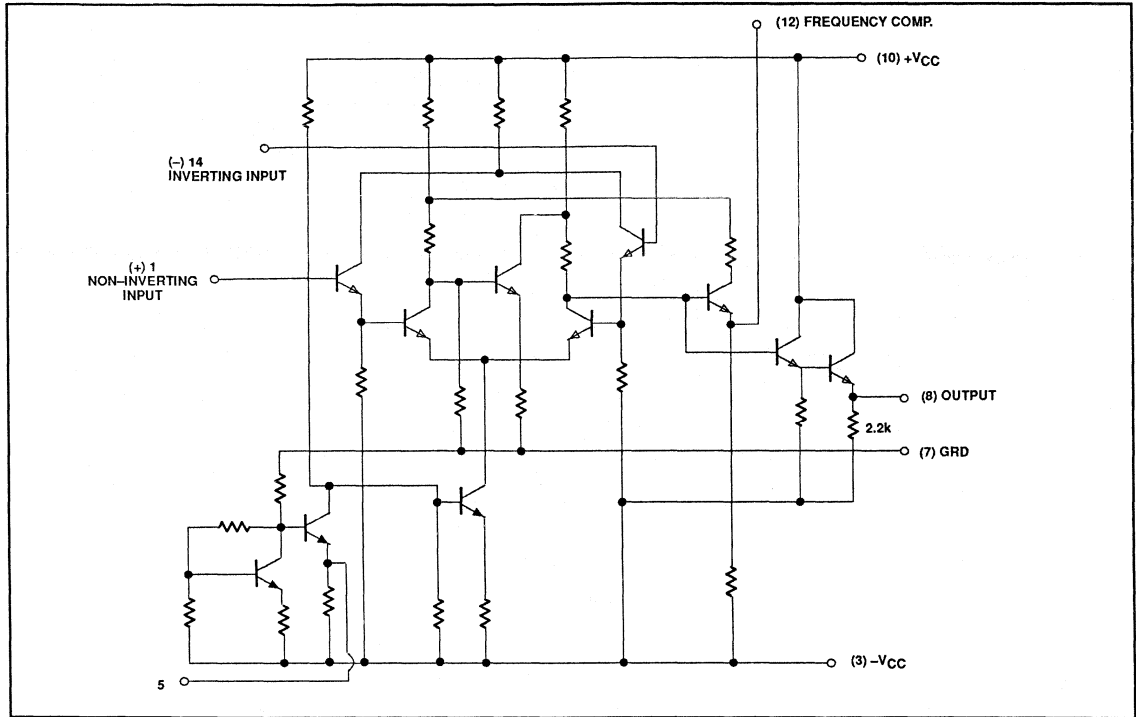 (12) FREQUENCY COMP.
(10) +VCC
(–) 14
INVERTING INPUT
(+) 1
NON–INVERTING
INPUT
(8) OUTPUT
2.2k
(7) GRD
(3) –VCC
5